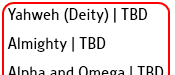 Yahweh (Deity) | TBD
Almighty | TBD
Alpha and Omega | TBD